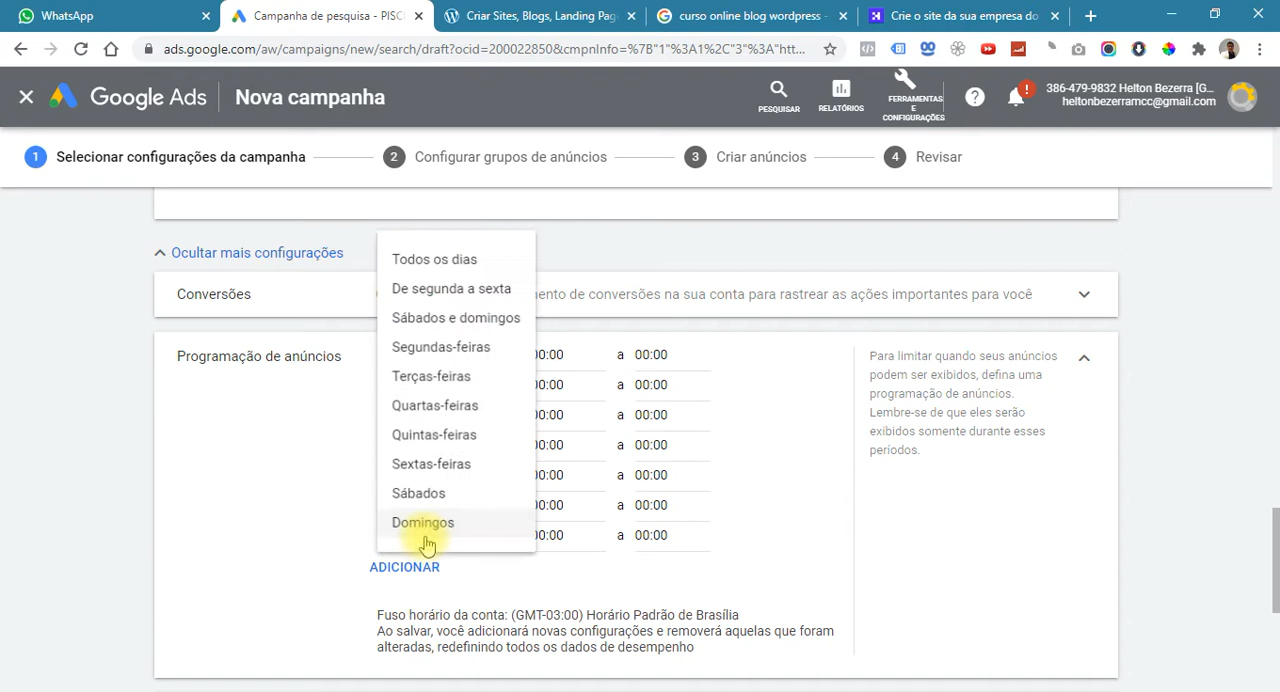 WhatsApp
Campanha de pesquisa - PISC
Criar Sites, Blogs, Landing Page
curso online blog wordpress -
Crie o site da sua empresa do
ads.google.com/aw/campaigns/new/search/draft?ocid=200022850&cmpnInfo=%7B"1"%3A1%2C"3"%3A"htt...
Google Ads
Nova campanha
PESQUISAR
RELATÓRIOS
FERRAMENTAS
E
CONFIGURAÇÕES
386-479-9832 Helton Bezerra [G...
heltonbezerramcc@gmail.com
1 Selecionar configurações da campanha
2 Configurar grupos de anúncios
3 Criar anúncios
4 Revisar
Ocultar mais configurações
Conversões
mento de conversões na sua conta para rastrear as ações importantes para você
Programação de anúncios
Todos os dias
De segunda a sexta
Sábados e domingos
Segundas-feiras
Terças-feiras
Quartas-feiras
Quintas-feiras
Sextas-feiras
Sábados
Domingos
00:00 a 00:00
00:00 a 00:00
00:00 a 00:00
00:00 a 00:00
00:00 a 00:00
00:00 a 00:00
00:00 a 00:00
ADICIONAR
Para limitar quando seus anúncios
podem ser exibidos, defina uma
programação de anúncios.
Lembre-se de que eles serão
exibidos somente durante esses
períodos.
Fuso horário da conta: (GMT-03:00) Horário Padrão de Brasília
Ao salvar, você adicionará novas configurações e removerá aquelas que foram
alteradas, redefinindo todos os dados de desempenho